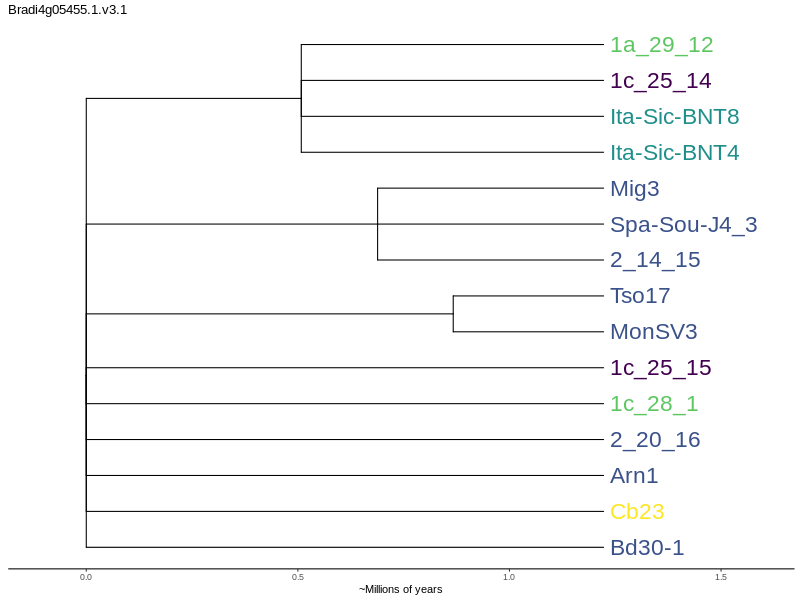 Bradi4g05455.1.v3.1
1a_29_12
1c_25_14
Ita-Sic-BNT8
Ita-Sic-BNT4
Mig3
Spa-Sou-J4_3
2_14_15
Tso17
MonSV3
1c_25_15
1c_28_1
2_20_16
Arn1
Cb23
Bd30-1
0.0 0.5 1.0 1.5
~Millions of years